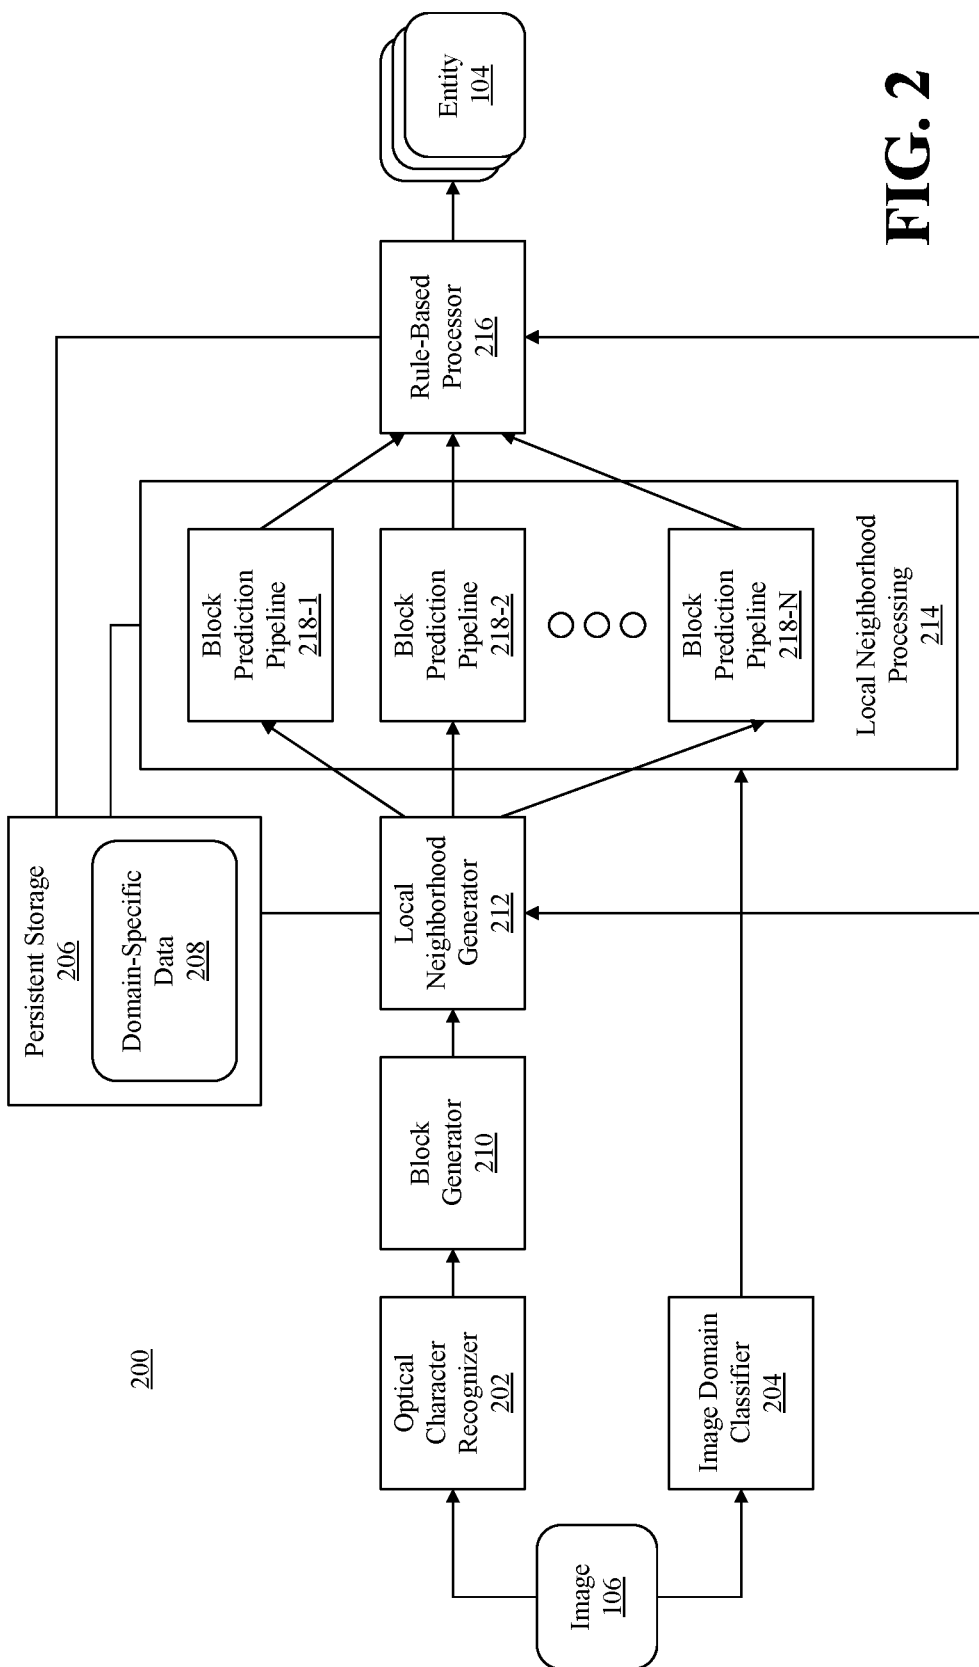 200
Persistent Storage
206
Domain-Specific
Data
208
Image
106
Optical
Character
Recognizer
202
Image Domain
Classifier
204
Block
Generator
210
Local
Neighborhood
Generator
212
Block
Prediction
Pipeline
218-1
Block
Prediction
Pipeline
218-2
Block
Prediction
Pipeline
218-N
Local Neighborhood
Processing
214
Rule-Based
Processor
216
Entity
104
FIG. 2